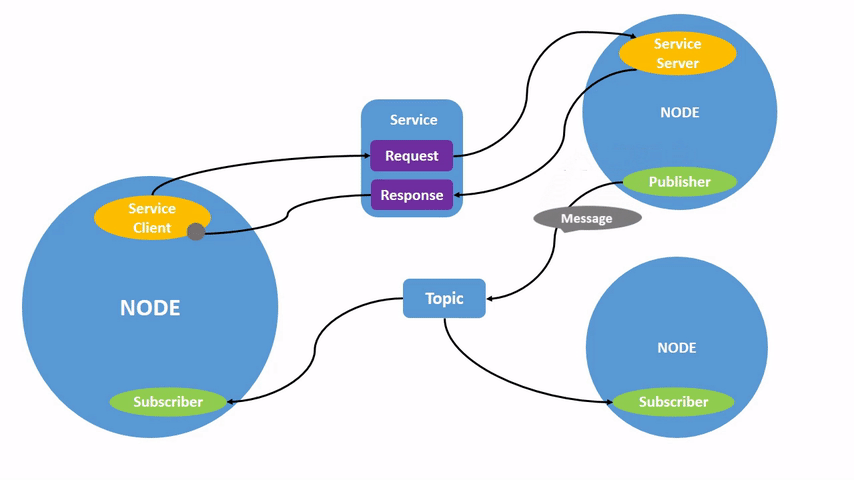 Service
Server
NODE
Publisher
Service
Request
Response
Service
Client
Message
NODE
Topic
Subscriber
NODE
Subscriber